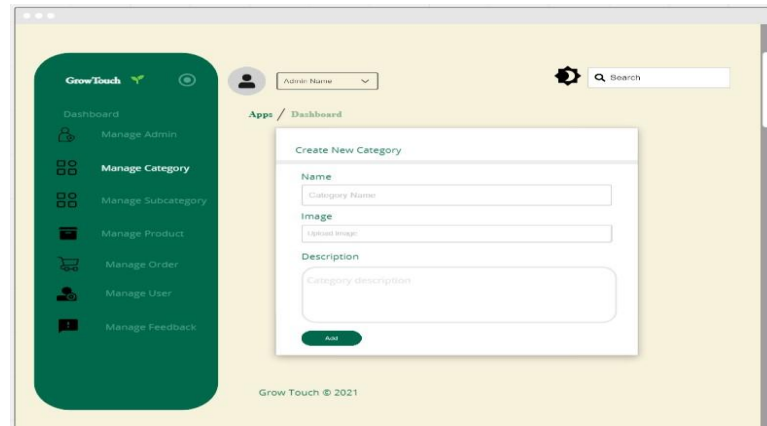 GrowTouch
Dashboard
Manage Admin
Manage Category
Manage Subcategory
Manage Product
Manage Order
Manage User
Manage Feedback
Admin Name
Search
Apps / Dashboard
Create New Category
Name
Category Name
Image
Upload Image
Description
Category description
Add
Grow Touch © 2021